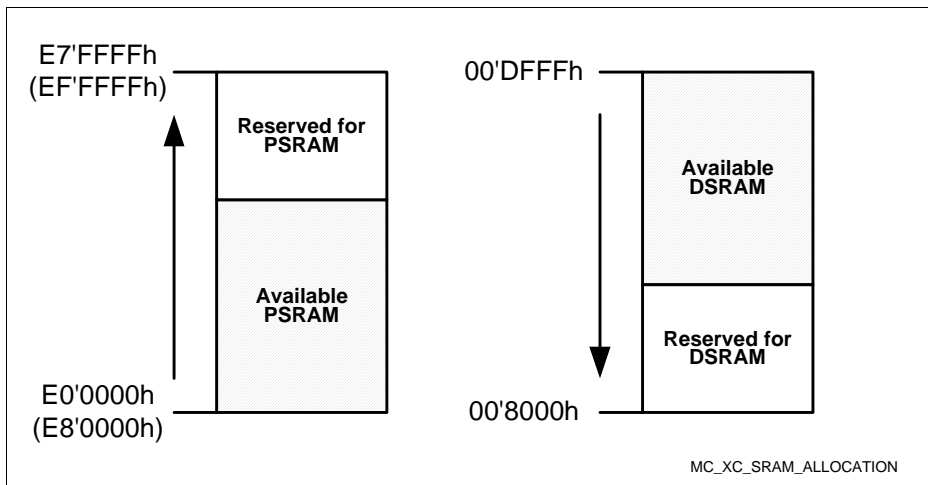 E7'FFFFh
(EF'FFFFh)
Reserved for
PSRAM
Available
PSRAM
E0'0000h
(E8'0000h)
00'DFFFh
Available
DSRAM
Reserved for
DSRAM
00'8000h
MC_XC_SRAM_ALLOCATION